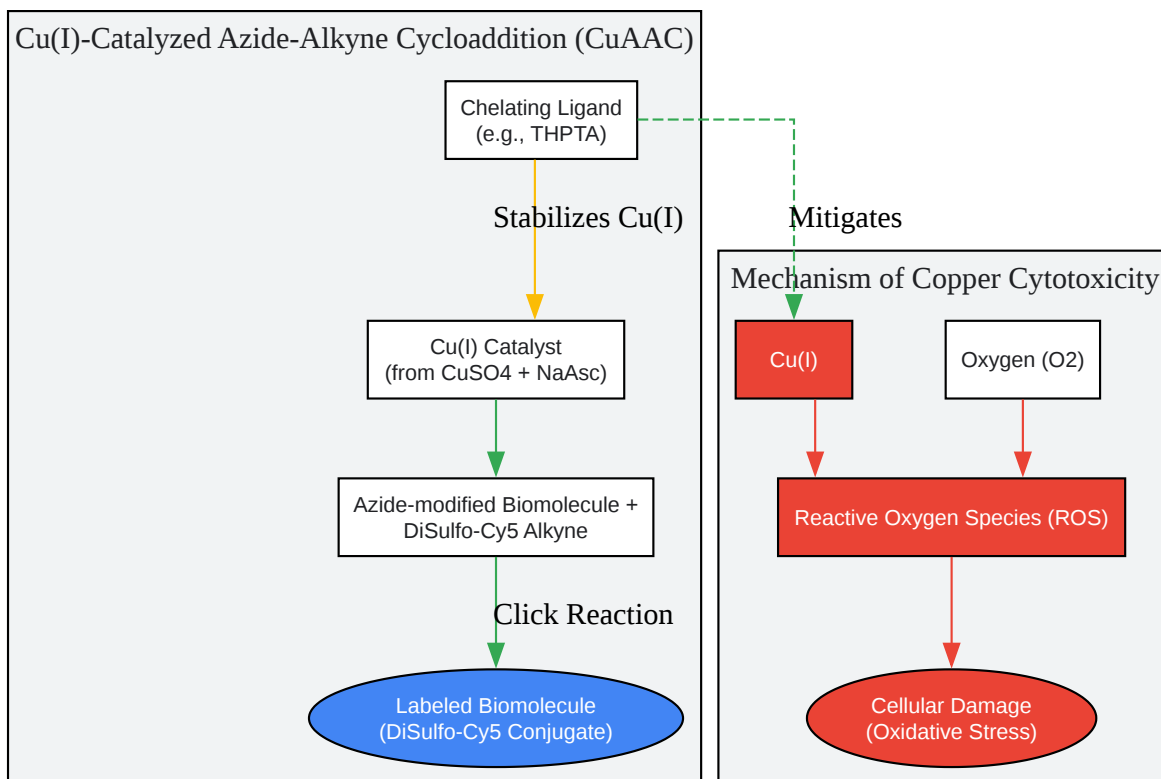 Cu(I)-Catalyzed Azide-Alkyne Cycloaddition (CuAAC)
Chelating Ligand
(e.g., THPTA)
Stabilizes Cu(I)
Mitigates
Mechanism of Copper Cytotoxicity
Cu(I) Catalyst
(from CuSO4 + NaAsc)
Cu(I)
Oxygen (O2)
Azide-modified Biomolecule +
DiSulfo-Cy5 Alkyne
Reactive Oxygen Species (ROS)
Click Reaction
Labeled Biomolecule
(DiSulfo-Cy5 Conjugate)
Cellular Damage
(Oxidative Stress)